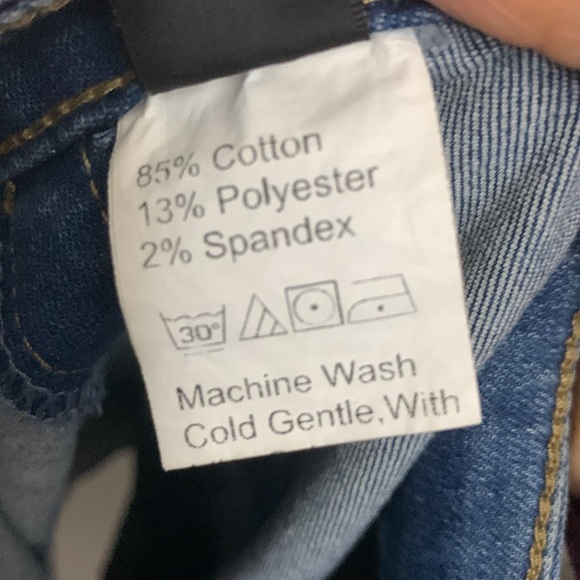 85% Cotton
13% Polyester
2% Spandex
30°
Machine Wash
Cold Gentle,With